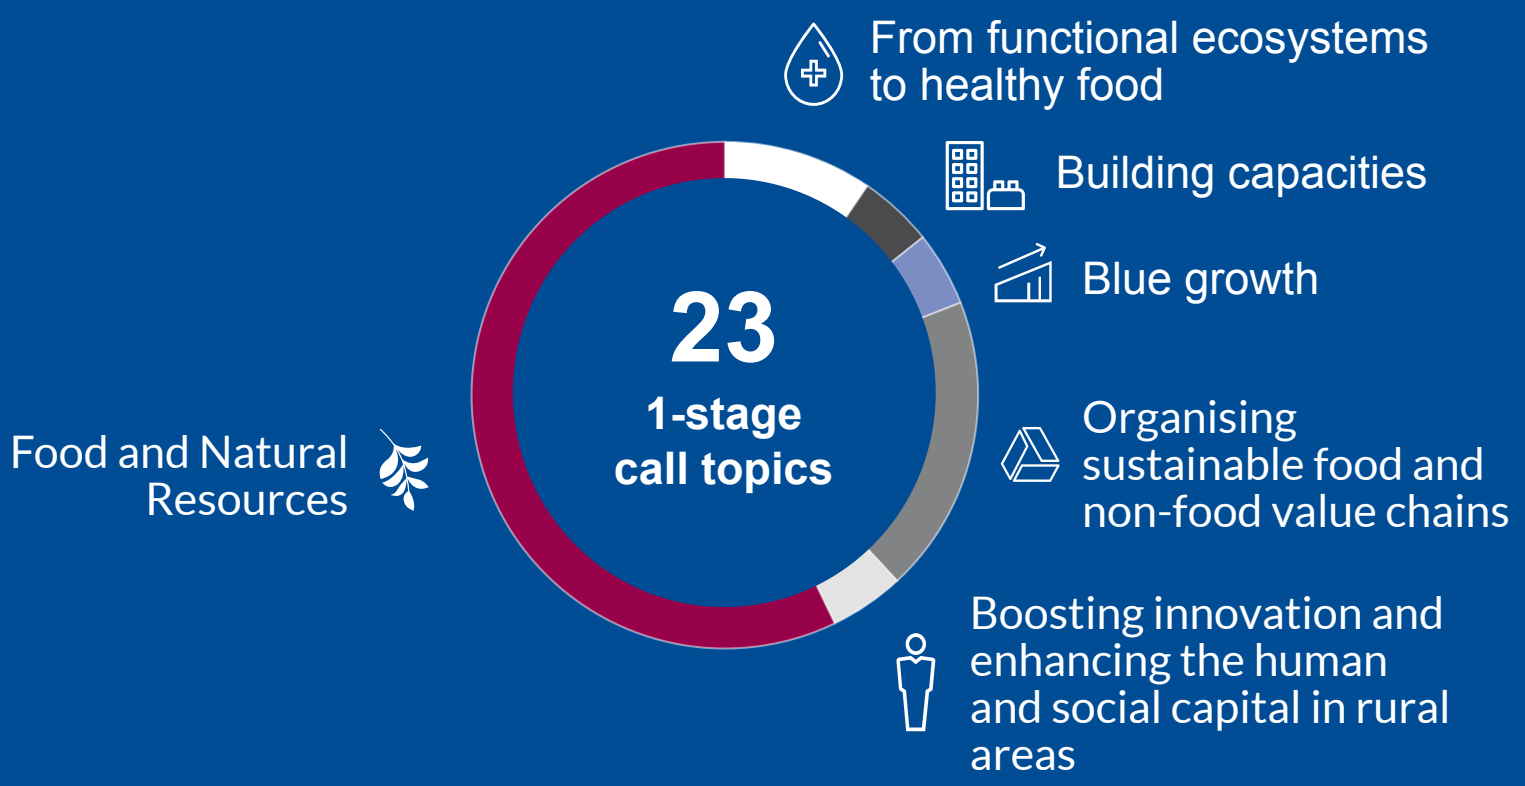 From functional ecosystems
to healthy food
Building capacities
Blue growth
23
1-stage
call topics
Organising
sustainable food and
non-food value chains
Food and Natural
Resources
Boosting innovation and
enhancing the human
and social capital in rural
areas